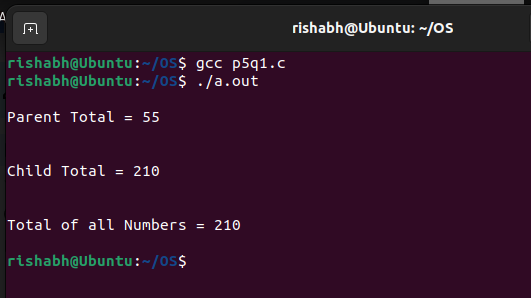 rishabh@Ubuntu: ~/OS
rishabh@Ubuntu:~/OS$ gcc p5q1.c
rishabh@Ubuntu:~/OS$ ./a.out
Parent Total = 55
Child Total = 210
Total of all Numbers = 210
rishabh@Ubuntu:~/OS$